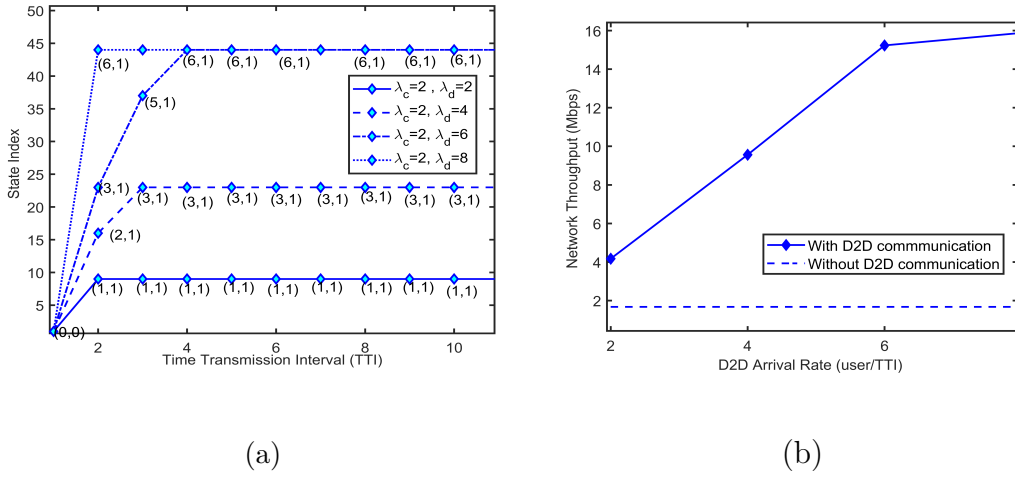 50
45
40
35
30
25
20
15
10
5
State Index
(6,1) (6,1) (6,1) (6,1) (6,1) (6,1) (6,1)
(5,1)
(3,1) (3,1) (3,1) (3,1) (3,1) (3,1) (3,1) (3,1) (3,1)
(2,1)
(1,1) (1,1) (1,1) (1,1) (1,1) (1,1) (1,1) (1,1) (1,1)
(0,0)
λc=2 , λd=2
λc=2, λd=4
λc=2, λd=6
λc=2, λd=8
2 4 6 8 10
Time Transmission Interval (TTI)
(a)
16
14
12
10
8
6
4
2
Network Throughput (Mbps)
With D2D commmunication
Without D2D communication
2 4 6
D2D Arrival Rate (user/TTI)
(b)